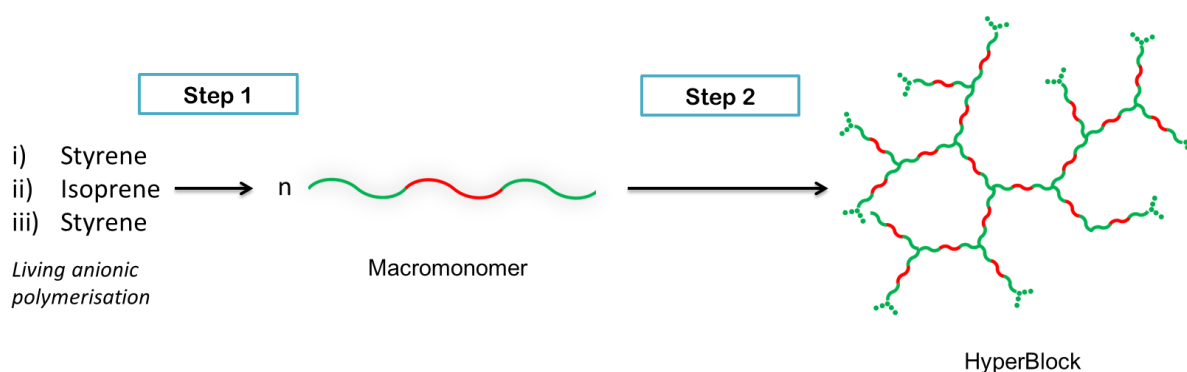 Step 1
Step 2
i) Styrene
ii) Isoprene
iii) Styrene
n
Living anionic
polymerisation
Macromonomer
HyperBlock